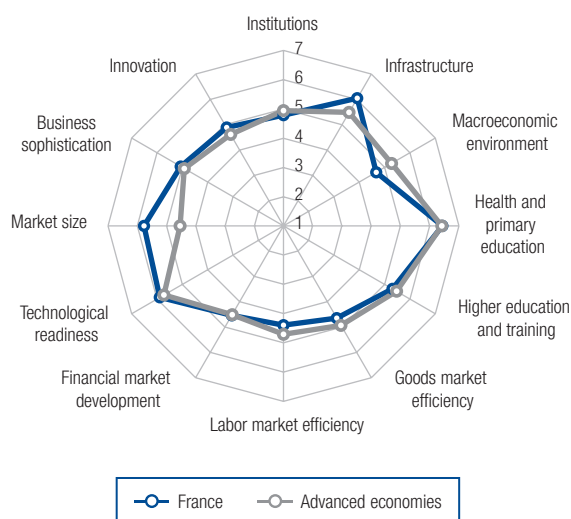 Institutions
7
6
5
4
3
2
1
Infrastructure
Macroeconomic
environment
Health and
primary
education
Higher education
and training
Goods market
efficiency
Labor market efficiency
Financial market
development
Technological
readiness
Market size
Business
sophistication
Innovation
France
Advanced economies